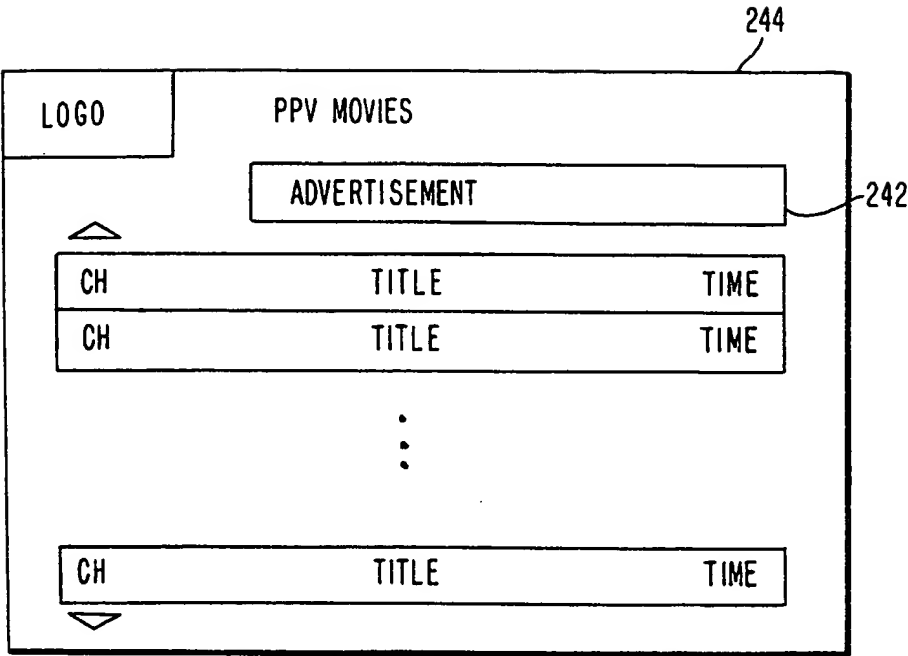 244
LOGO PPV MOVIES
ADVERTISEMENT 242
CH TITLE TIME
CH TITLE TIME
CH TITLE TIME